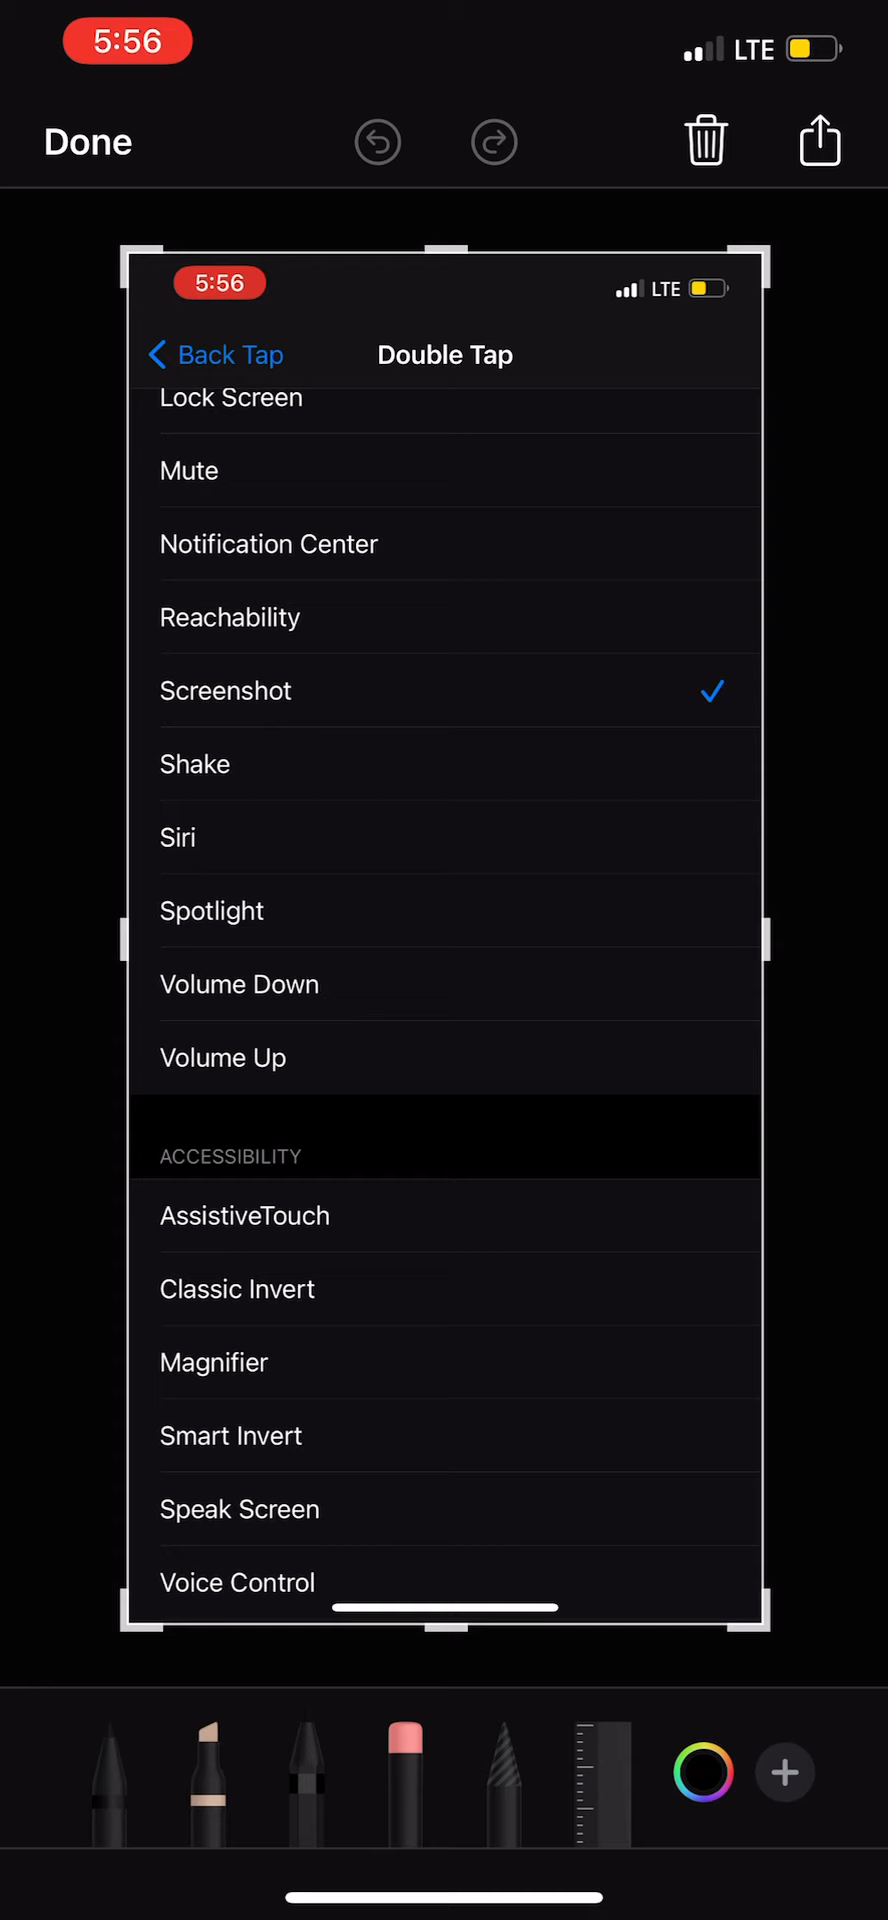 5:56 LTE
Done
5:56 LTE
Back Tap Double Tap
Lock Screen
Mute
Notification Center
Reachability
Screenshot
Shake
Siri
Spotlight
Volume Down
Volume Up
ACCESSIBILITY
AssistiveTouch
Classic Invert
Magnifier
Smart Invert
Speak Screen
Voice Control